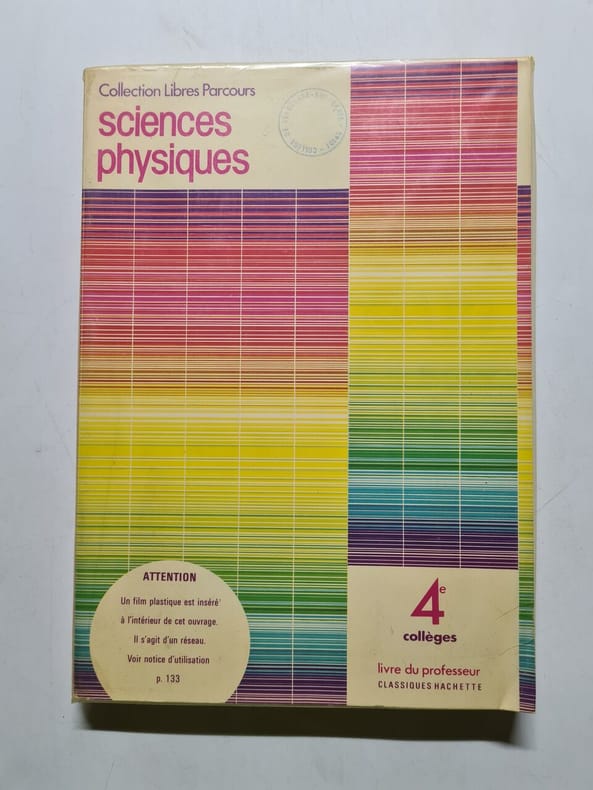 Collection Libres Parcours
sciences
physiques
ATTENTION
Un film plastique est inséré
à l'intérieur de cet ouvrage.
Il s'agit d'un réseau.
Voir notice d'utilisation
p. 133
4e
collèges
livre du professeur
CLASSIQUES HACHETTE